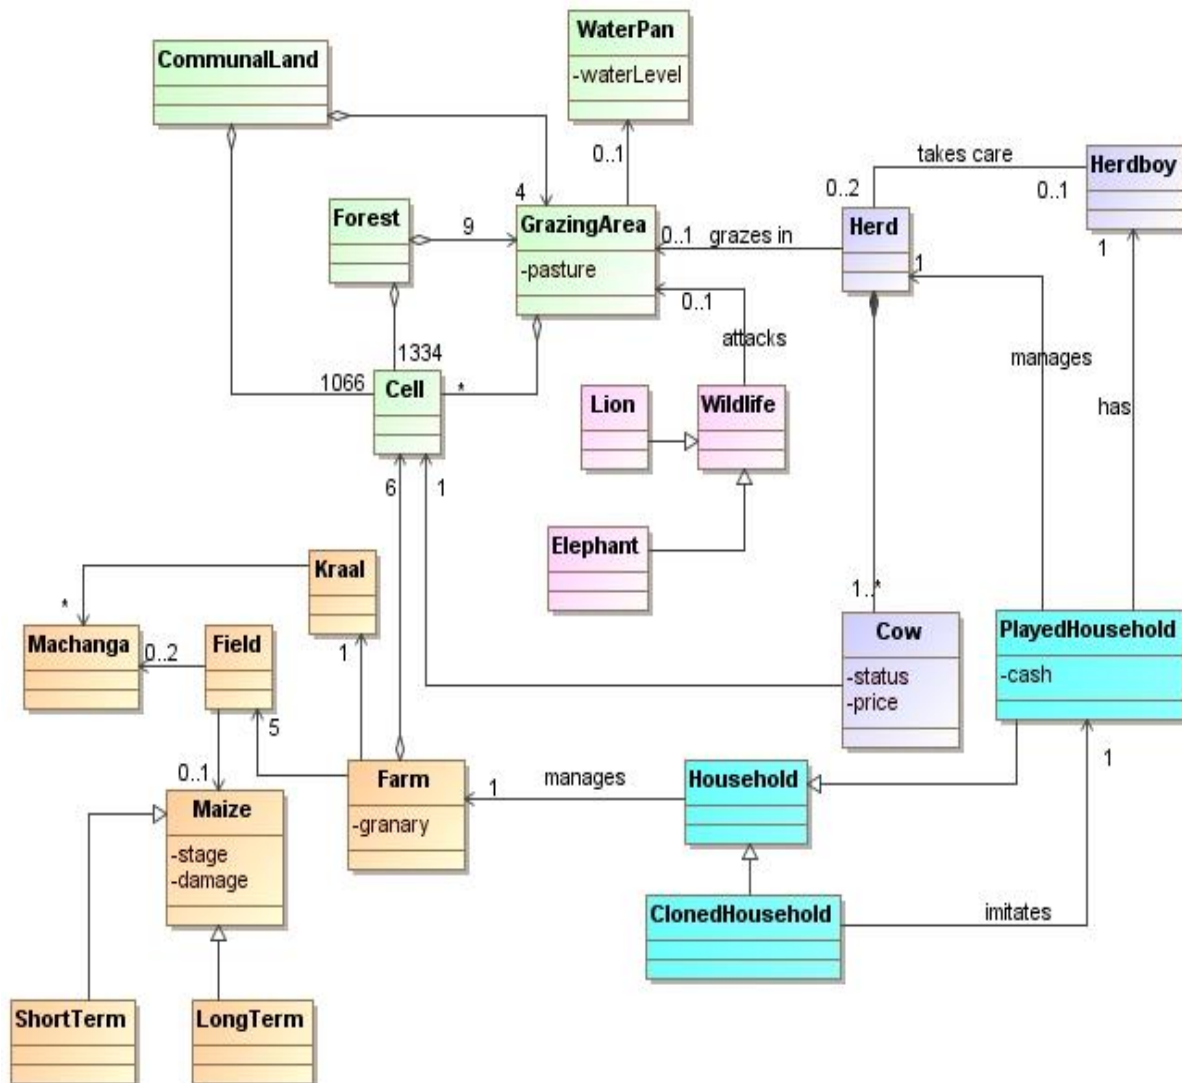 WaterPan
-waterLevel
CommunalLand
0..1
takes care
Herdboy
0..2
0..1
4
Forest
9
GrazingArea
-pasture
0..1
grazes in
Herd
1
1
0..1
attacks
manages
1334
1066
Cell
*
Lion
Wildlife
has
6
1
Elephant
Kraal
1..*
*
Machanga
0..2
Field
1
Cow
-status
-price
PlayedHousehold
-cash
5
0..1
Farm
-granary
1
manages
Household
1
Maize
-stage
-damage
ClonedHousehold
imitates
ShortTerm
LongTerm